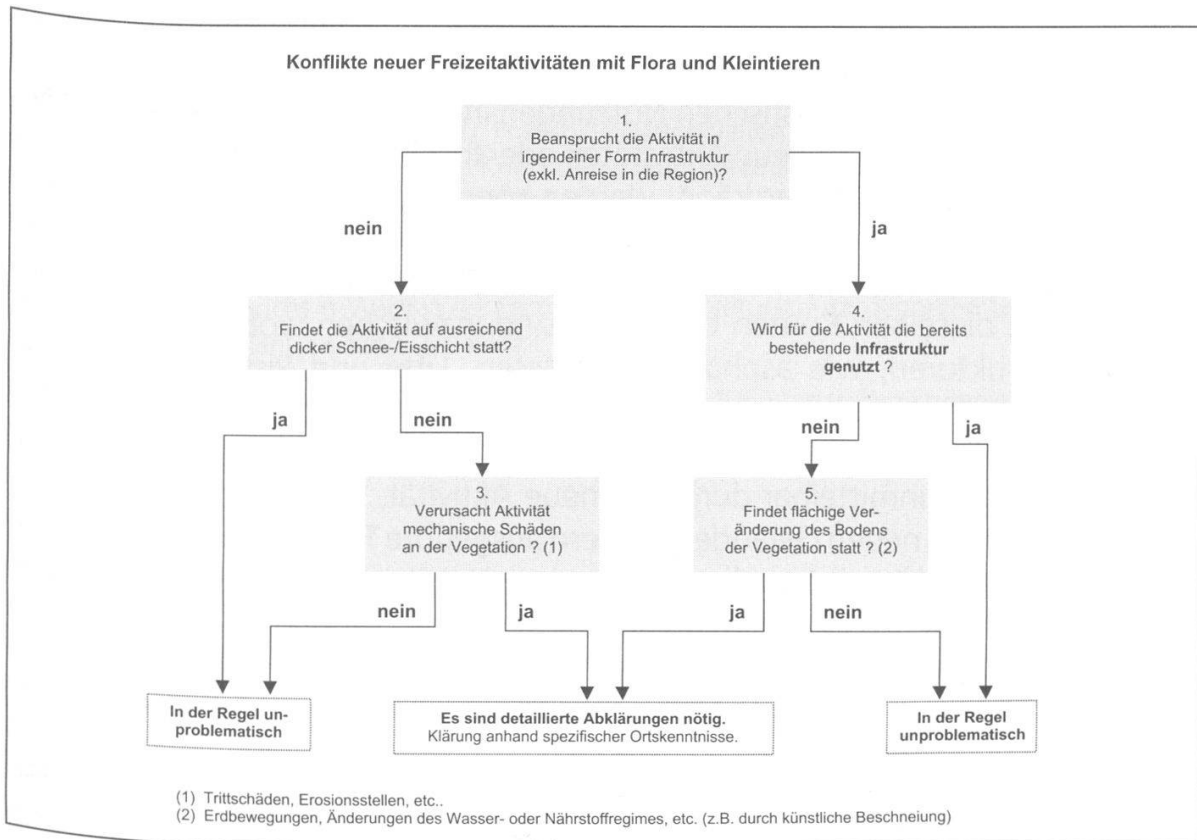 Konflikte neuer Freizeitaktivitäten mit Flora und Kleintieren
1.
Beansprucht die Aktivität in
irgendeiner Form Infrastruktur
(exkl. Anreise in die Region)?
nein
ja
2.
Findet die Aktivität auf ausreichend
dicker Schnee-/Eisschicht statt?
4.
Wird für die Aktivität die bereits
bestehende Infrastruktur
genutzt ?
ja
nein
nein
ja
3.
Verursacht Aktivität
mechanische Schäden
an der Vegetation ? (1)
5.
Findet flächige Ver-
änderung des Bodens
der Vegetation statt ? (2)
nein
ja
ja
nein
In der Regel un-
problematisch
Es sind detaillierte Abklärungen nötig.
Klärung anhand spezifischer Ortskenntnisse.
In der Regel
unproblematisch
(1) Trittschäden, Erosionsstellen, etc..
(2) Erdbewegungen, Änderungen des Wasser- oder Nährstoffregimes, etc. (z.B. durch künstliche Beschneiung)